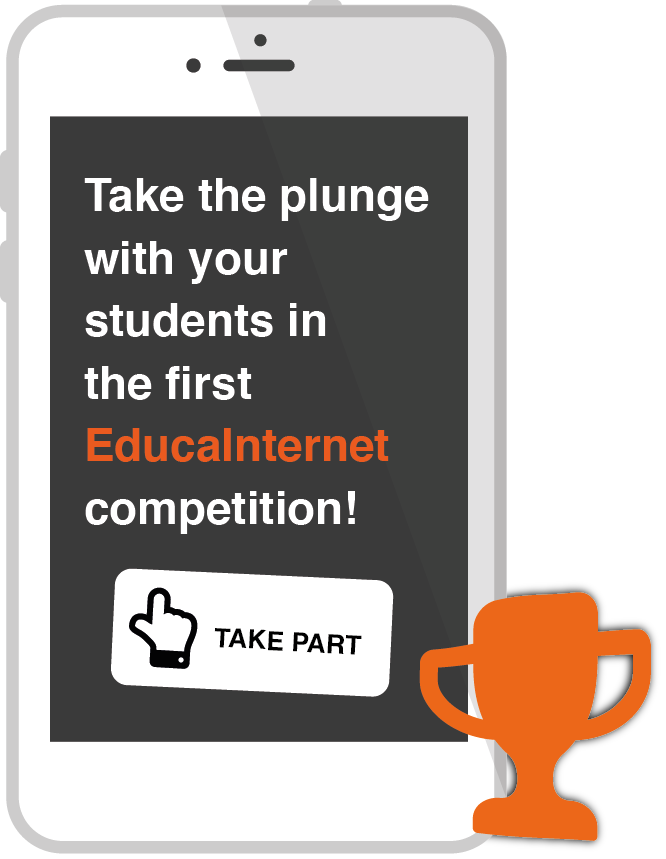 Take the plunge
with your
students in
the first
EducaInternet
competition!
TAKE PART